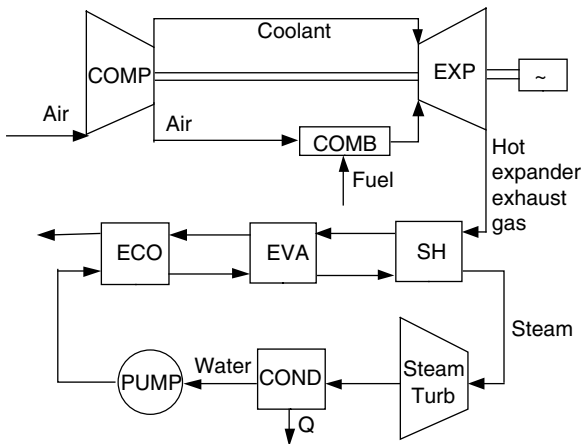 Coolant
COMP
EXP
~
Air
Air
COMB
Fuel
Hot
expander
exhaust
gas
ECO
EVA
SH
Steam
Water
PUMP
COND
Steam
Turb
Q